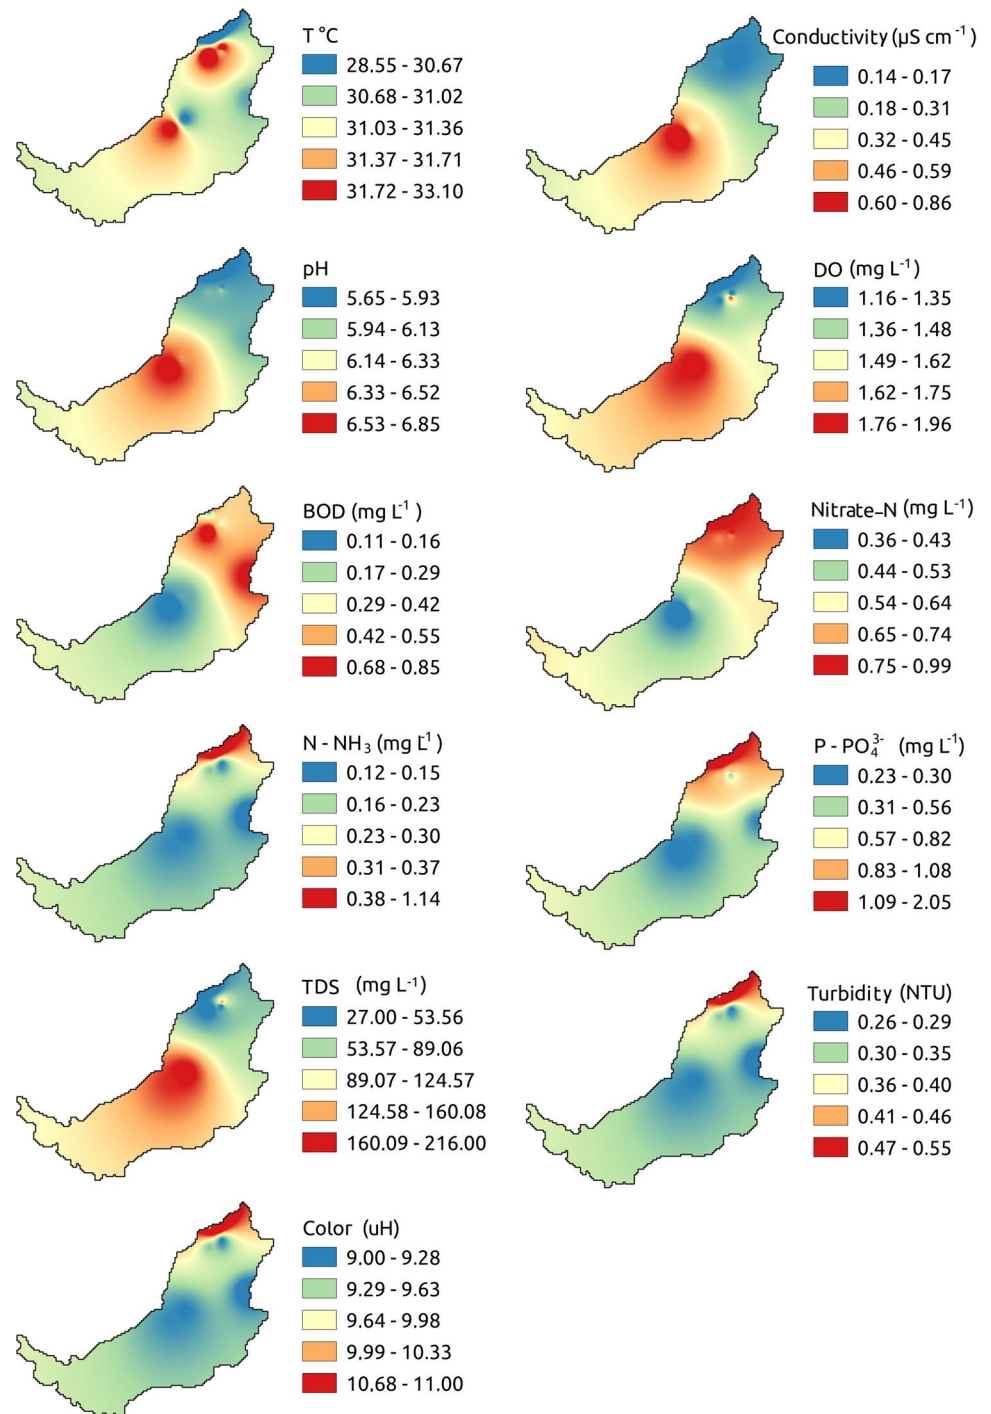 T °C
28.55 - 30.67
30.68 - 31.02
31.03 - 31.36
31.37 - 31.71
31.72 - 33.10
Conductivity (µS cm⁻¹)
0.14 - 0.17
0.18 - 0.31
0.32 - 0.45
0.46 - 0.59
0.60 - 0.86
pH
5.65 - 5.93
5.94 - 6.13
6.14 - 6.33
6.33 - 6.52
6.53 - 6.85
DO (mg L⁻¹)
1.16 - 1.35
1,36 - 1.48
1.49 - 1.62
1.62 - 1.75
1.76 - 1.96
BOD (mg L⁻¹)
0.11 - 0.16
0.17 - 0.29
0.29 - 0.42
0.42 - 0.55
0.68 - 0.85
Nitrate-N (mg L⁻¹)
0.36 - 0.43
0.44 - 0.53
0.54 - 0.64
0.65 - 0.74
0.75 - 0.99
N - NH₃ (mg L⁻¹)
0.12 - 0.15
0.16 - 0.23
0.23 - 0.30
0.31 - 0.37
0.38 - 1.14
P - PO₄³⁻ (mg L⁻¹)
0.23 - 0.30
0.31 - 0.56
0.57 - 0.82
0.83 - 1.08
1.09 - 2.05
TDS (mg L⁻¹)
27.00 - 53.56
53.57 - 89.06
89.07 - 124.57
124.58 - 160.08
160.09 - 216.00
Turbidity (NTU)
0.26 - 0.29
0.30 - 0.35
0.36 - 0.40
0.41 - 0.46
0.47 - 0.55
Color (uH)
9.00 - 9.28
9.29 - 9.63
9.64 - 9.98
9,99 - 10.33
10.68 - 11.00